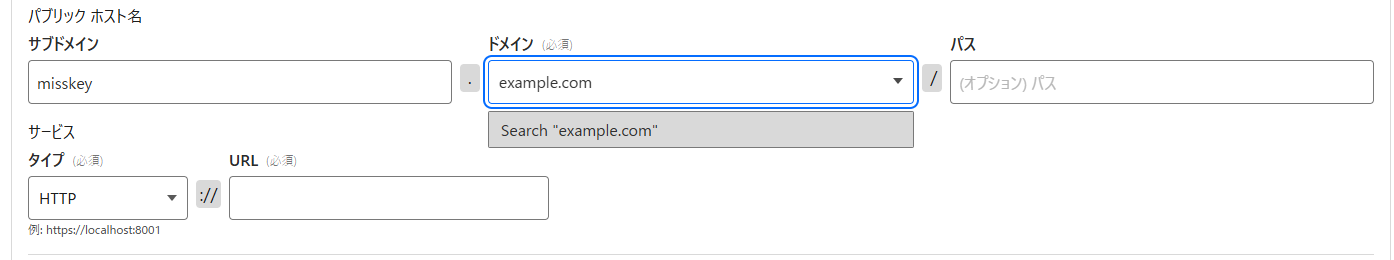 パブリック ホスト名
サブドメイン ドメイン (必須) パス
misskey . example.com / (オプション) パス
Search "example.com"
サービス
タイプ (必須) URL (必須)
HTTP ://
例: https://localhost:8001